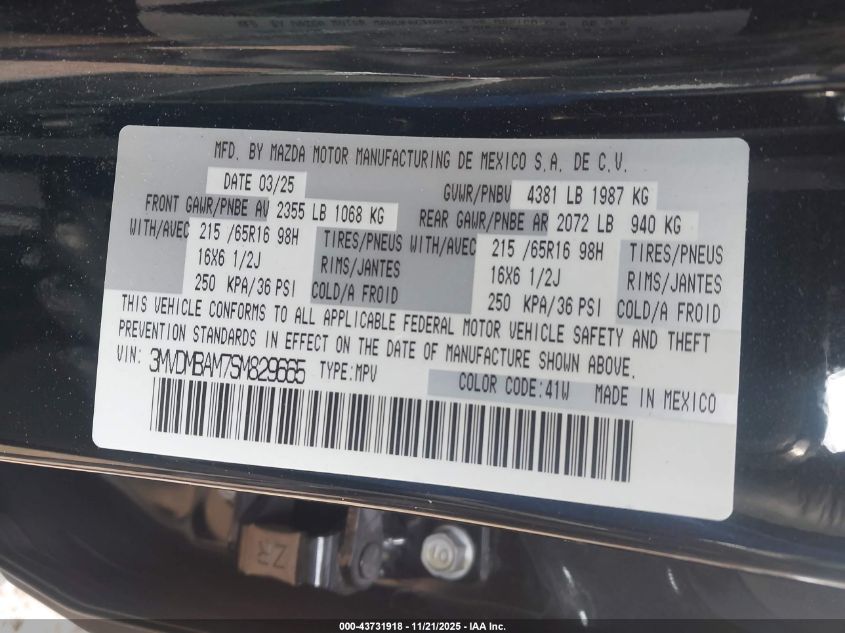 MFD. BY MAZDA MOTOR MANUFACTURING DE MEXICO S.A. DE C.V.
DATE 03/25 GVWR/PNBV 4381 LB 1987 KG
FRONT GAWR/PNBE AV 2355 LB 1068 KG REAR GAWR/PNBE AR 2072 LB 940 KG
WITH/AVEC 215 /65R16 98H TIRES/PNEUS WITH/AVEC 215 /65R16 98H TIRES/PNEUS
16X6 1/2J RIMS/JANTES 16X6 1/2J RIMS/JANTES
250 KPA/36 PSI COLD/A FROID 250 KPA/36 PSI COLD/A FROID
THIS VEHICLE CONFORMS TO ALL APPLICABLE FEDERAL MOTOR VEHICLE SAFETY AND THEFT
PREVENTION STANDARDS IN EFFECT ON THE DATE OF MANUFACTURE SHOWN ABOVE.
VIN: 3MVDMBAM7SM829665 TYPE:MPV COLOR CODE:41W MADE IN MEXICO
ZR
10
000-43731918 - 11/21/2025 - IAA Inc.